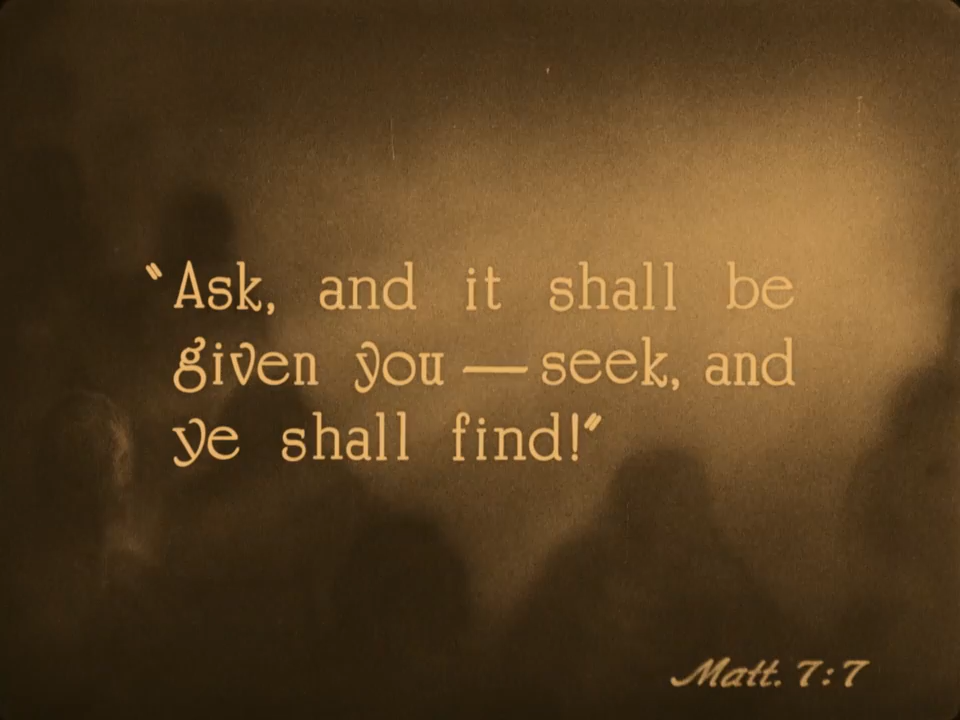 "Ask, and it shall be
given you — seek, and
ye shall find!"
Matt. 7:7